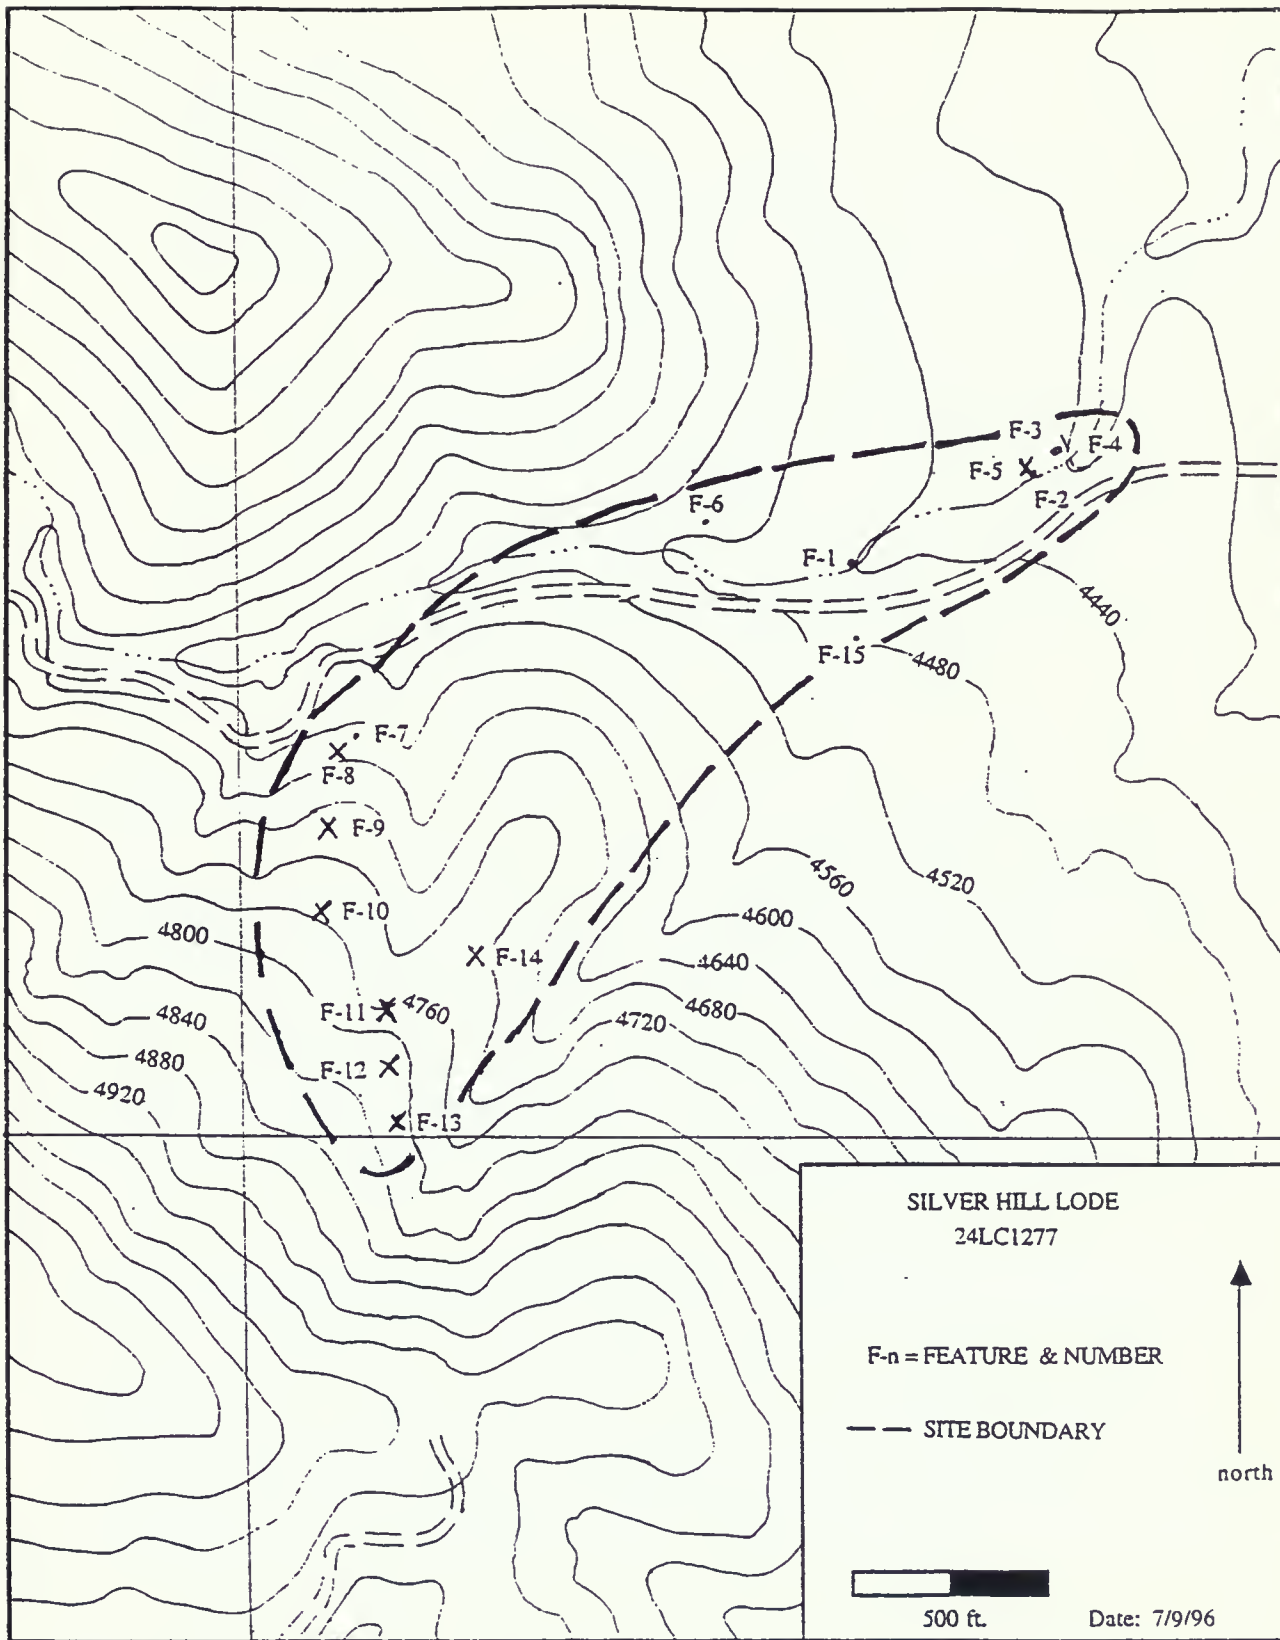 F-3
F-4
F-5
F-2
F-6
F-1
4440
F-15
4480
F-7
F-8
F-9
4560
4520
F-10
4600
4800
F-14
4640
F-11
4760
4680
4840
4720
4880
F-12
4920
F-13
SILVER HILL LODE
24LC1277
F-n = FEATURE & NUMBER
SITE BOUNDARY
north
500 ft.
Date: 7/9/96